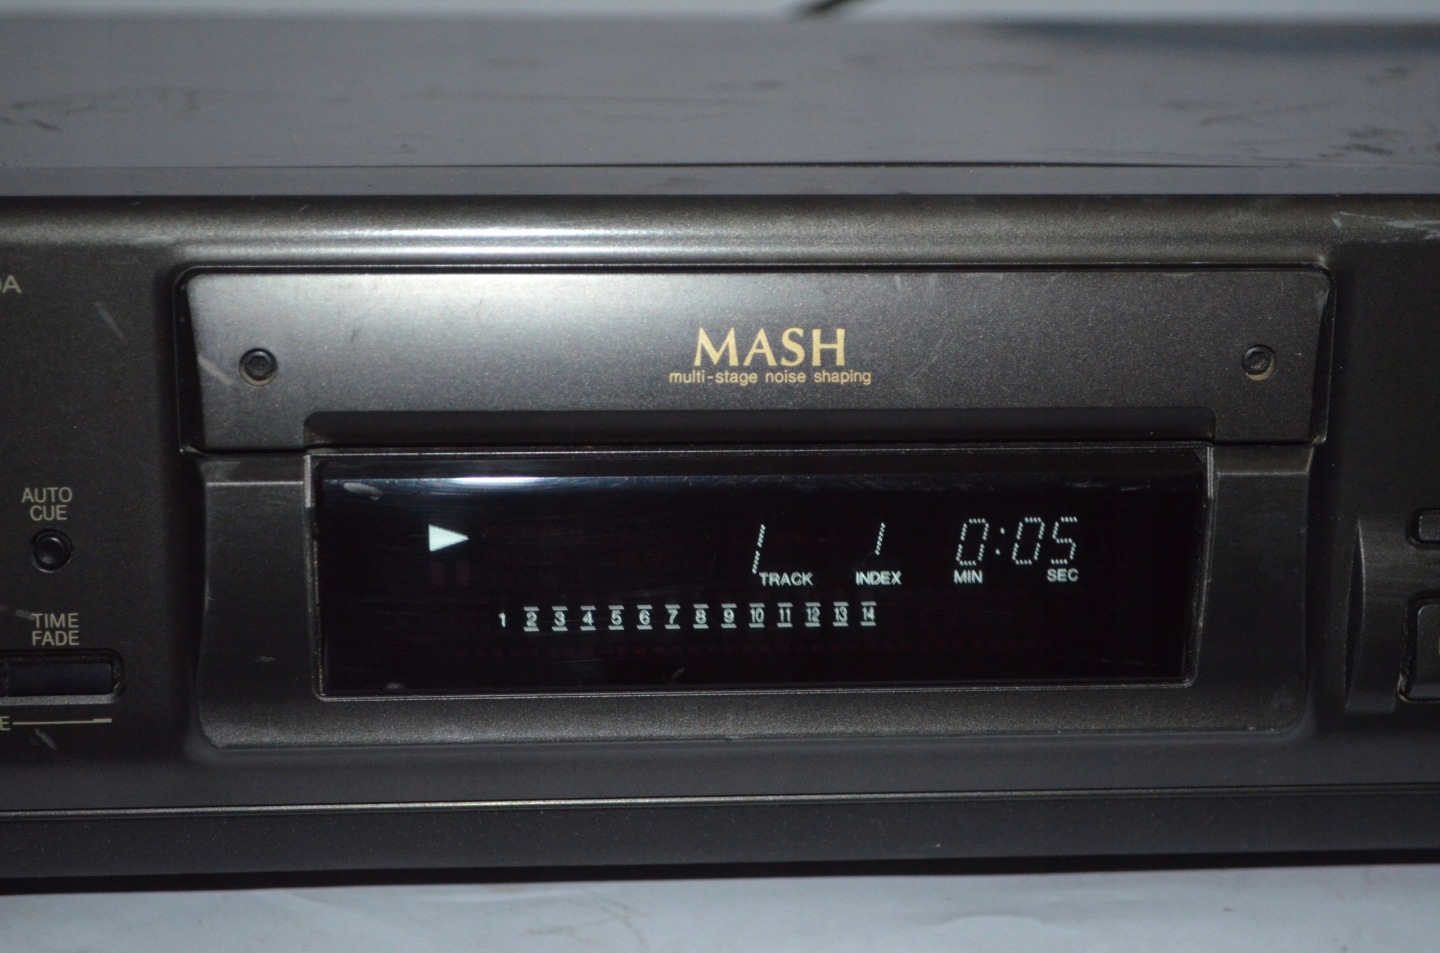 MASH
multi-stage noise shaping
AUTO
CUE
1 1 0:05
TRACK INDEX MIN SEC
1 2 3 4 5 6 7 8 9 10 11 12 13 14
TIME
FADE